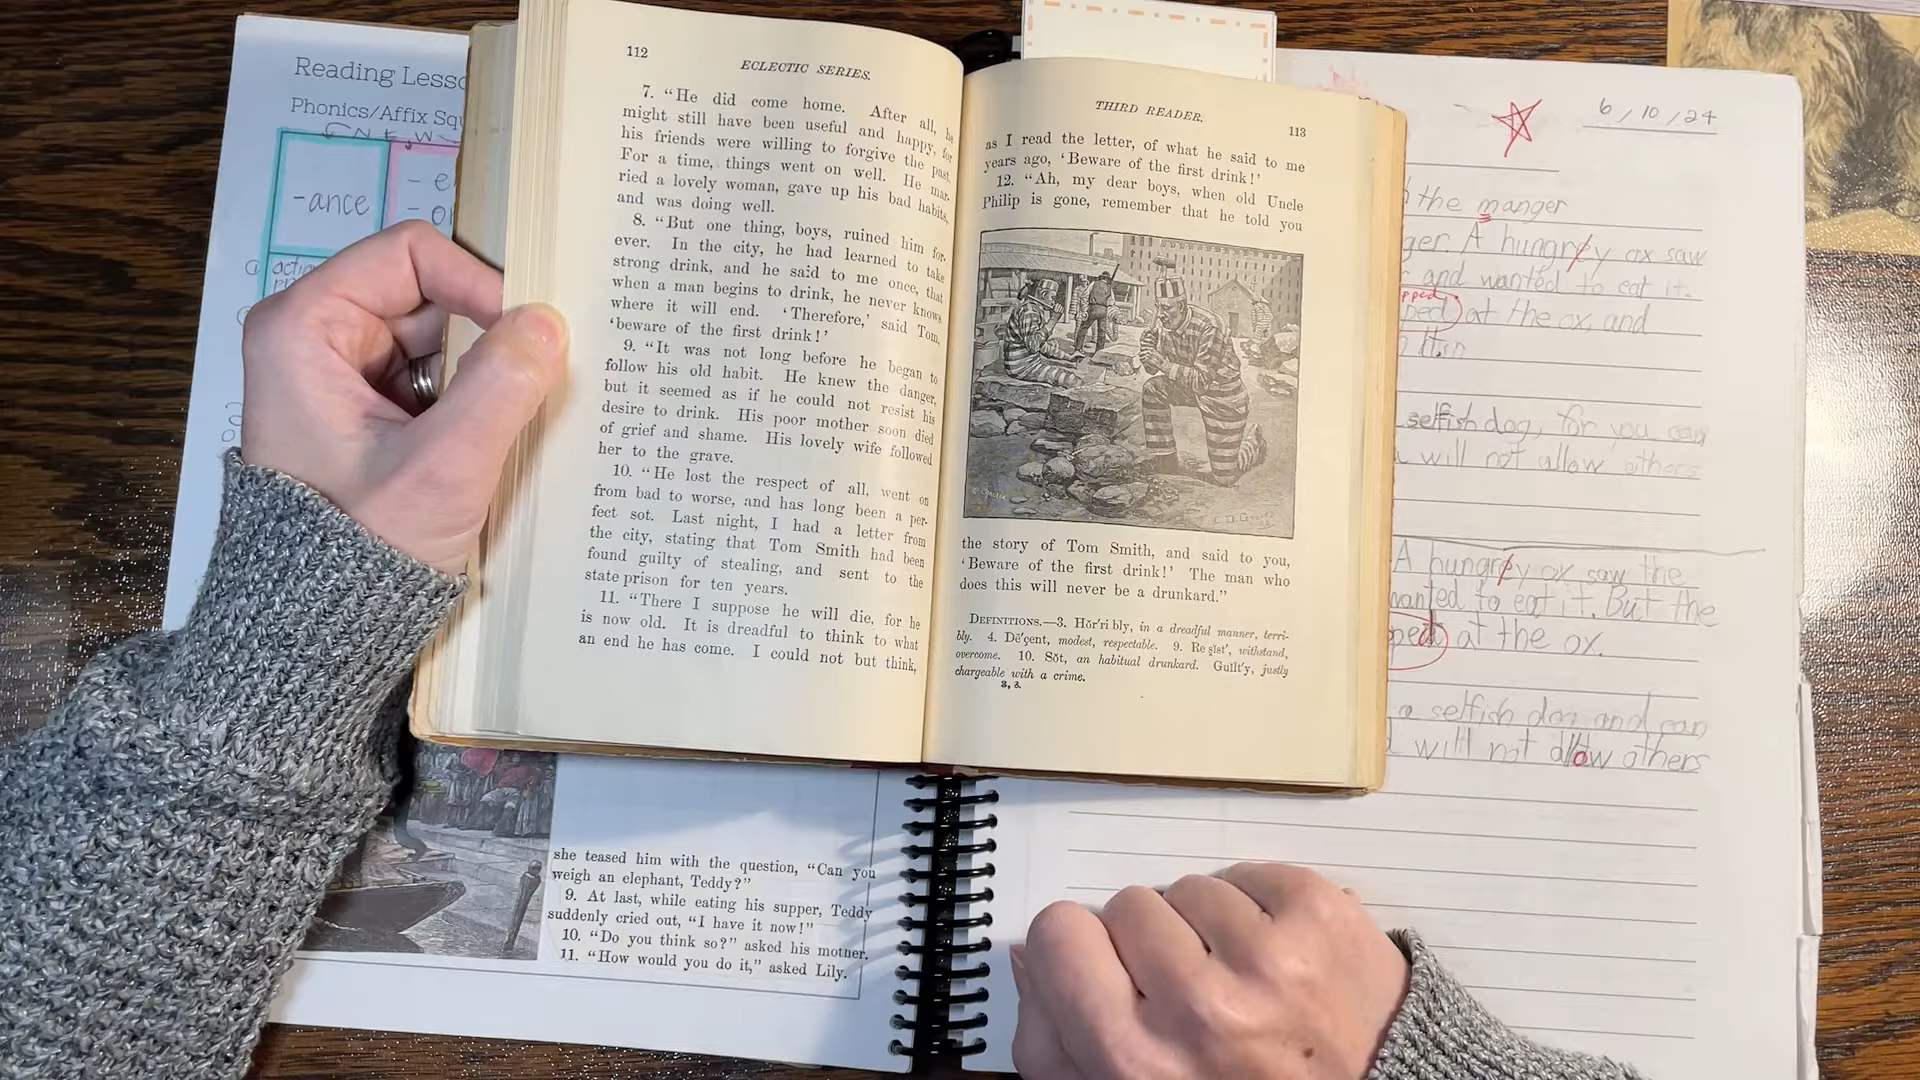 Reading Lesso
Phonics/Affix Squ
-ance
112
ECLECTIC SERIES.
7. “He did come home. After all, he
might still have been useful and happy, for
his friends were willing to forgive the past.
For a time, things went on well. He mar-
ried a lovely woman, gave up his bad habits,
and was doing well.
8. “But one thing, boys, ruined him for-
ever. In the city, he had learned to take
strong drink, and he said to me once, that
when a man begins to drink, he never knows
where it will end. ‘Therefore,’ said Tom,
‘beware of the first drink!’
9. “It was not long before he began to
follow his old habit. He knew the danger,
but it seemed as if he could not resist his
desire to drink. His poor mother soon died
of grief and shame. His lovely wife followed
her to the grave.
10. “He lost the respect of all, went on
from bad to worse, and has long been a per-
fect sot. Last night, I had a letter from
the city, stating that Tom Smith had been
found guilty of stealing, and sent to the
state prison for ten years.
11. “There I suppose he will die, for he
is now old. It is dreadful to think to what
an end he has come. I could not but think,
THIRD READER.
113
as I read the letter, of what he said to me
years ago, ‘Beware of the first drink!’
12. “Ah, my dear boys, when old Uncle
Philip is gone, remember that he told you
the story of Tom Smith, and said to you,
‘Beware of the first drink!’ The man who
does this will never be a drunkard.”
DEFINITIONS.—3. Hŏr′ri bly, in a dreadful manner, terri-
bly. 4. Dē′çent, modest, respectable. 9. Re ṣĭst′, withstand,
overcome. 10. Sŏt, an habitual drunkard. Guĭlt′y, justly
chargeable with a crime.
3, 8.
6/10/24
the manger
ger. A hungrey ox saw
and wanted to eat it.
pped
ped at the ox, and
selfish dog, for you can
will not allow others
A hungrey ox saw the
wanted to eat it. But the
ped at the ox.
a selfish dog and can
will not allow others
she teased him with the question, “Can you
weigh an elephant, Teddy?”
9. At last, while eating his supper, Teddy
suddenly cried out, “I have it now!”
10. “Do you think so?” asked his mother.
11. “How would you do it,” asked Lily.